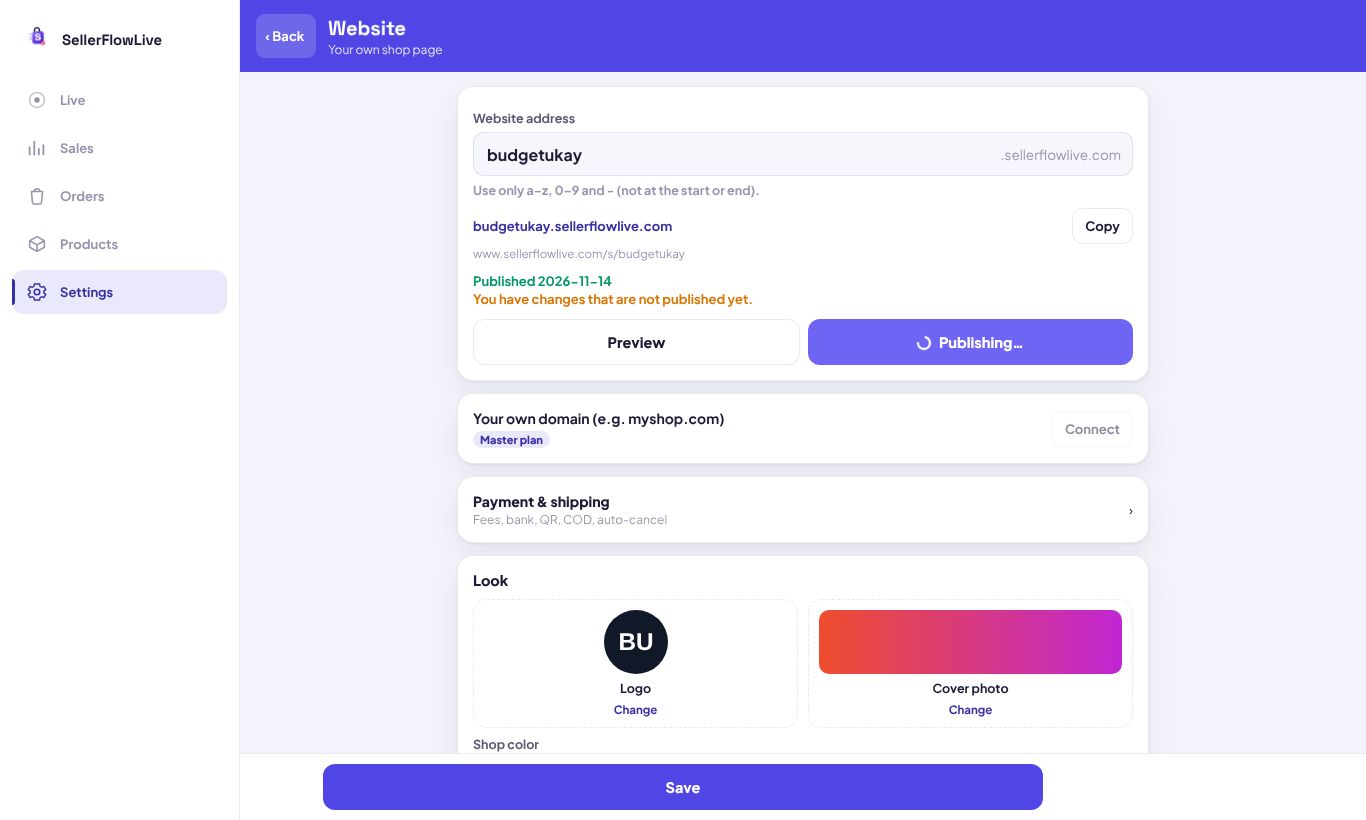 SellerFlowLive
Live
Sales
Orders
Products
Settings
‹ Back
Website
Your own shop page
Website address
budgetukay
.sellerflowlive.com
Use only a–z, 0–9 and - (not at the start or end).
budgetukay.sellerflowlive.com
Copy
www.sellerflowlive.com/s/budgetukay
Published 2026-11-14
You have changes that are not published yet.
Preview
Publishing…
Your own domain (e.g. myshop.com)
Master plan
Connect
Payment & shipping
Fees, bank, QR, COD, auto-cancel
›
Look
BU
Logo
Change
Cover photo
Change
Shop color
Save